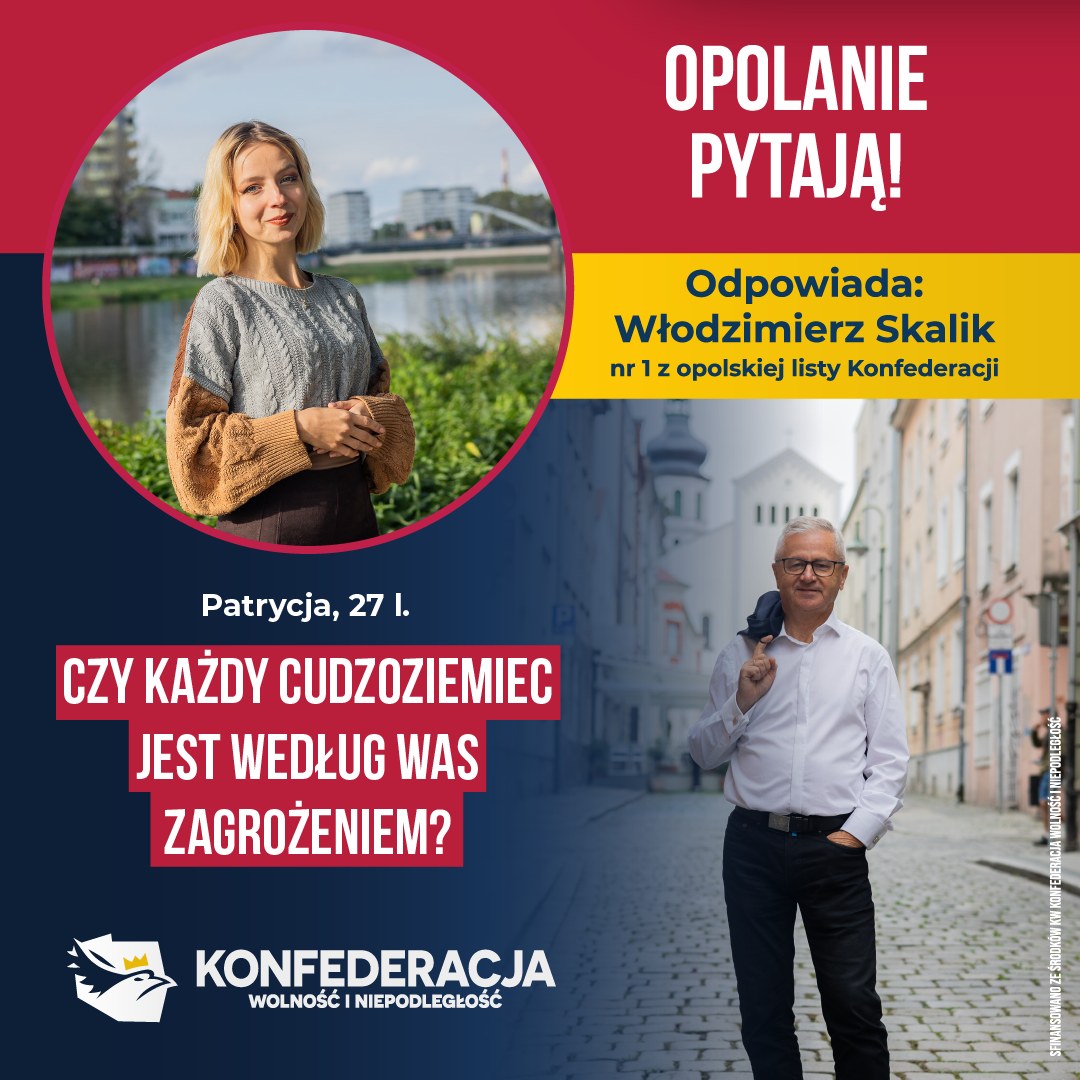 OPOLANIE
PYTAJĄ!
Odpowiada:
Włodzimierz Skalik
nr 1 z opolskiej listy Konfederacji
Patrycja, 27 l.
CZY KAŻDY CUDZOZIEMIEC
JEST WEDŁUG WAS
ZAGROŻENIEM?
KONFEDERACJA
WOLNOŚĆ I NIEPODLEGŁOŚĆ
SFINANSOWANO ZE ŚRODKÓW KW KONFEDERACJA WOLNOŚĆ I NIEPODLEGŁOŚĆ